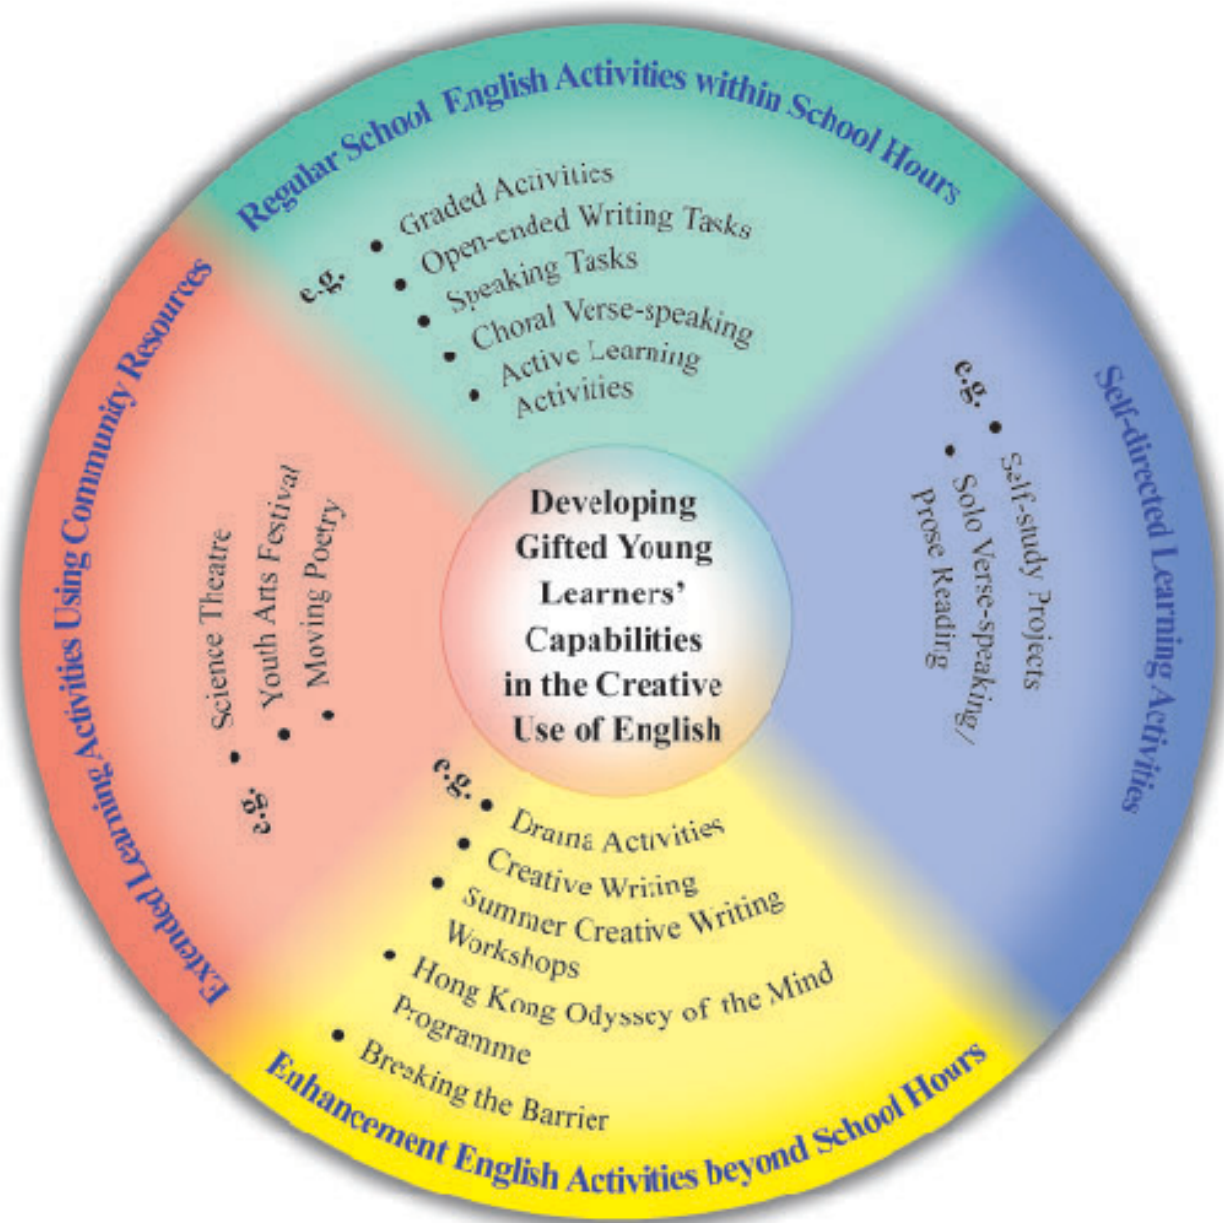 Regular School English Activities within School Hours
e.g.
• Graded Activities
• Open-ended Writing Tasks
• Speaking Tasks
• Choral Verse-speaking
• Active Learning
Activities
Self-directed Learning Activities
e.g.
• Self-study Projects
• Solo Verse-speaking/
Prose Reading
Developing
Gifted Young
Learners’
Capabilities
in the Creative
Use of English
Extended Learning Activities Using Community Resources
e.g.
• Science Theatre
• Youth Arts Festival
• Moving Poetry
e.g.
• Drama Activities
• Creative Writing
• Summer Creative Writing
Workshops
• Hong Kong Odyssey of the Mind
Programme
• Breaking the Barrier
Enhancement English Activities beyond School Hours